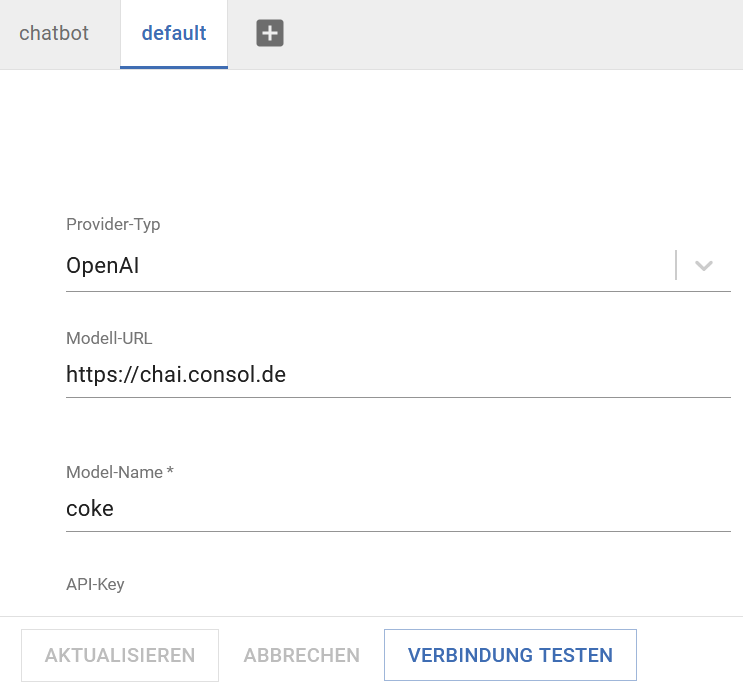 chatbot
default
Provider-Typ
OpenAI
Modell-URL
https://chai.consol.de
Model-Name *
coke
API-Key
AKTUALISIEREN
ABBRECHEN
VERBINDUNG TESTEN